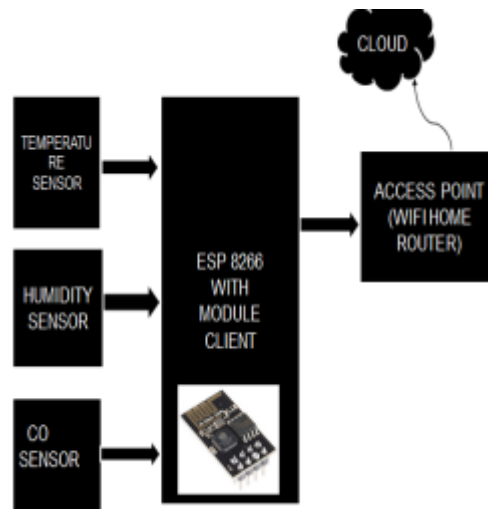 CLOUD
TEMPERATU
RE
SENSOR
HUMIDITY
SENSOR
CO
SENSOR
ESP 8266
WITH
MODULE
CLIENT
ACCESS POINT
(WIFI HOME
ROUTER)